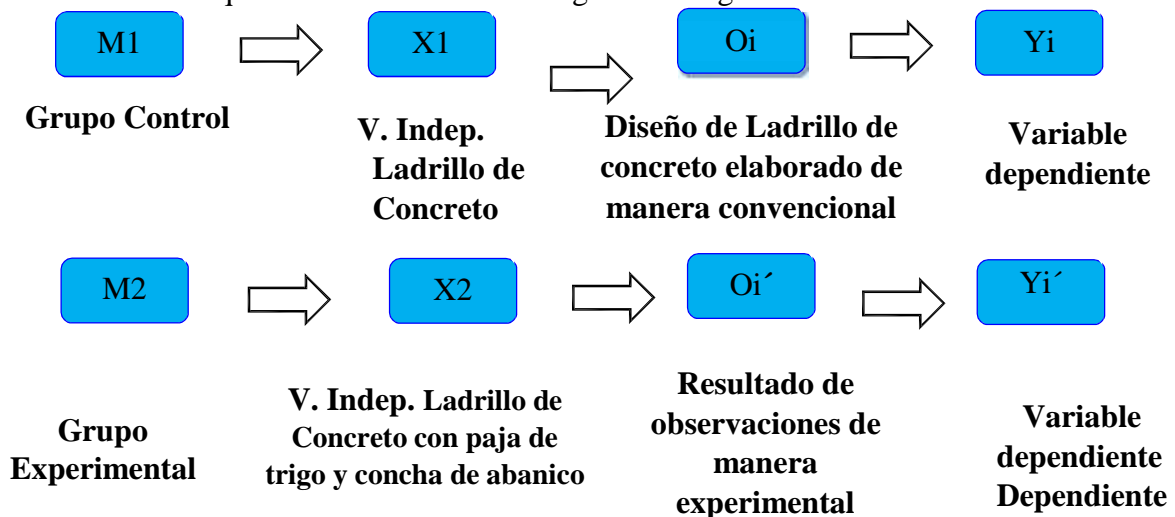 M1 X1 Oi Yi
Grupo Control
V. Indep.
Ladrillo de
Concreto
Diseño de Ladrillo de
concreto elaborado de
manera convencional
Variable
dependiente
M2 X2 Oi´ Yi´
Grupo
Experimental
V. Indep. Ladrillo de
Concreto con paja de
trigo y concha de abanico
Resultado de
observaciones de
manera
experimental
Variable
dependiente
Dependiente